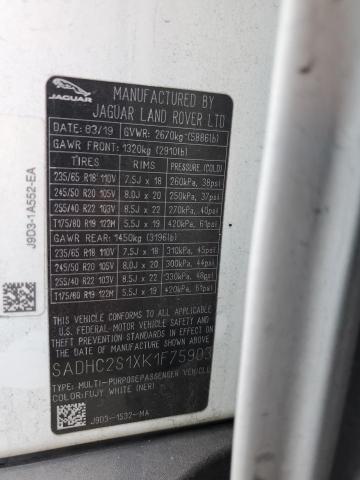 JAGUAR
MANUFACTURED BY
JAGUAR LAND ROVER LTD
DATE: 03/19 GVWR: 2670kg (5886lb)
GAWR FRONT: 1320kg (2910lb)
TIRES RIMS PRESSURE (COLD)
235/65 R18 110V 7.5J x 18 260kPa, 38psi
245/50 R20 105V 8.0J x 20 250kPa, 37psi
255/40 R22 103V 8.5J x 22 270kPa, 40psi
T175/80 R19 122M 5.5J x 19 420kPa, 61psi
GAWR REAR: 1450kg (3196lb)
235/65 R18 110V 7.5J x 18 310kPa, 45psi
245/50 R20 105V 8.0J x 20 300kPa, 44psi
255/40 R22 103V 8.5J x 22 330kPa, 48psi
T175/80 R19 122M 5.5J x 19 420kPa, 61psi
THIS VEHICLE CONFORMS TO ALL APPLICABLE
FEDERAL MOTOR VEHICLE SAFETY, BUMPER, AND
THEFT PREVENTION STANDARDS IN EFFECT ON THE
DATE OF MANUFACTURE SHOWN ABOVE
SADHC2S1XK1F75903
TYPE: MULTI-PURPOSE PASSENGER VEHICLE
COLOR: FUJI WHITE (NER)
J9D3-1532-MA
J9D3-1A552-EA